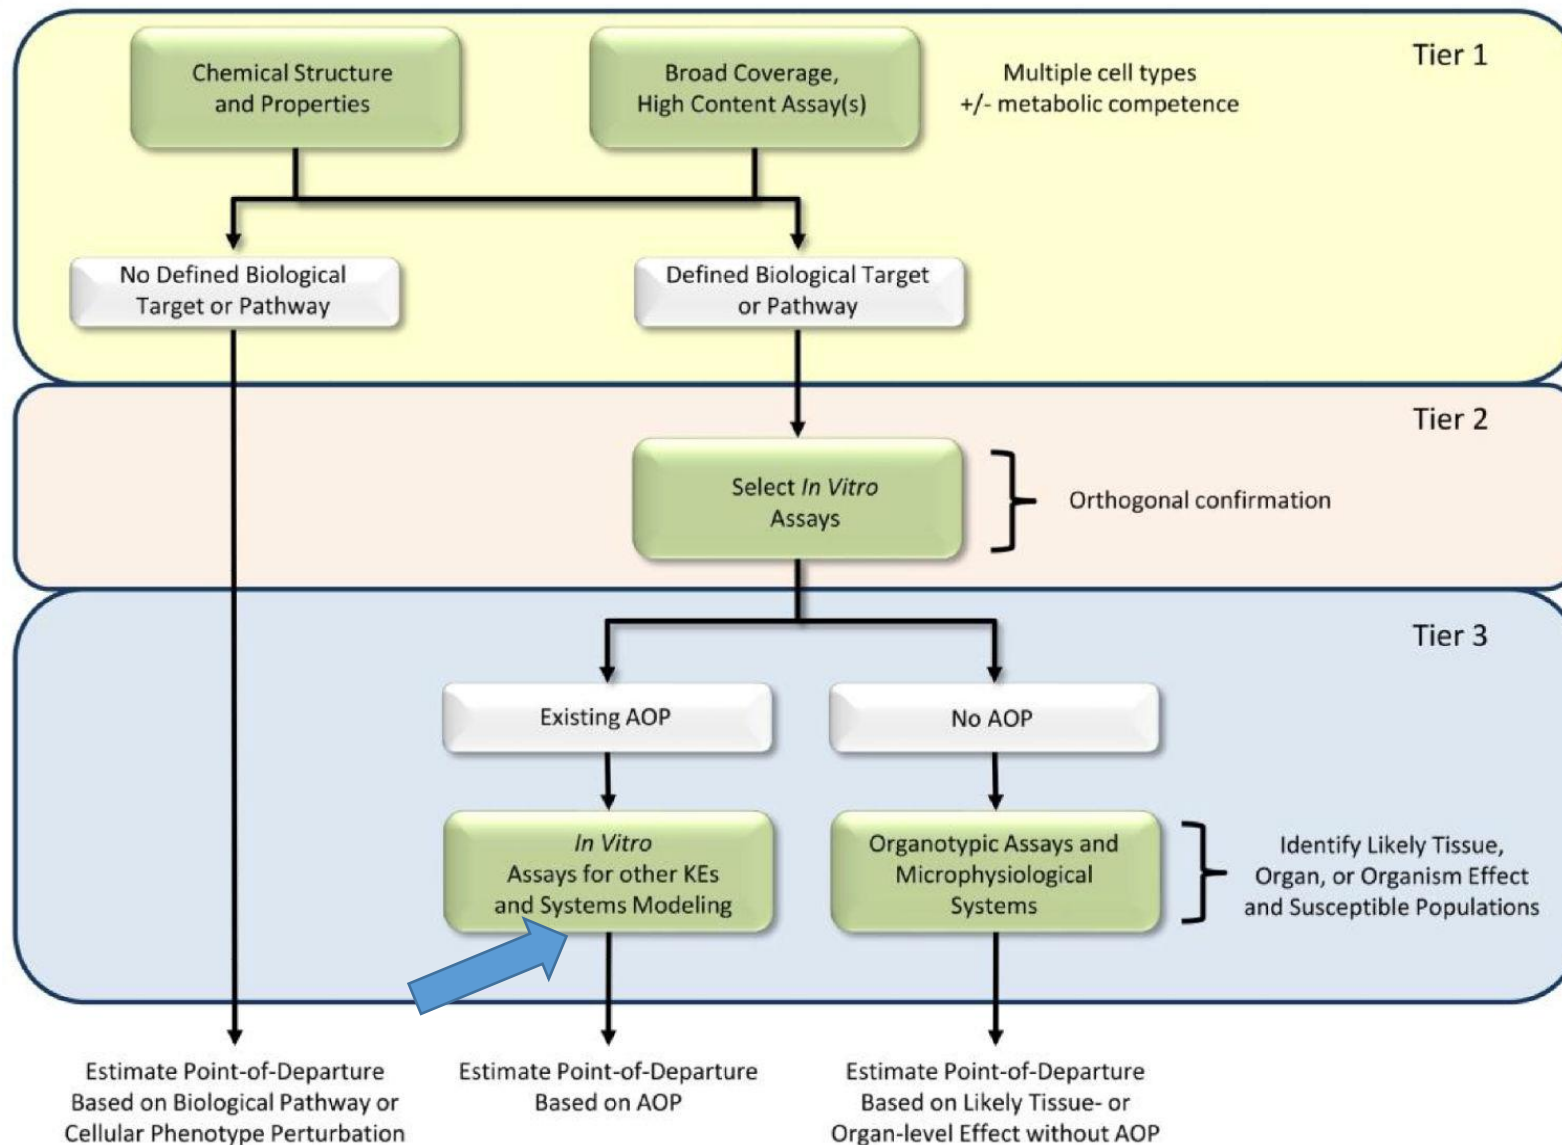 Tier 1
Chemical Structure
and Properties
Broad Coverage,
High Content Assay(s)
Multiple cell types
+/- metabolic competence
No Defined Biological
Target or Pathway
Defined Biological Target
or Pathway
Tier 2
Select In Vitro
Assays
Orthogonal confirmation
Tier 3
Existing AOP
No AOP
In Vitro
Assays for other KEs
and Systems Modeling
Organotypic Assays and
Microphysiological
Systems
Identify Likely Tissue,
Organ, or Organism Effect
and Susceptible Populations
Estimate Point-of-Departure
Based on Biological Pathway or
Cellular Phenotype Perturbation
Estimate Point-of-Departure
Based on AOP
Estimate Point-of-Departure
Based on Likely Tissue- or
Organ-level Effect without AOP